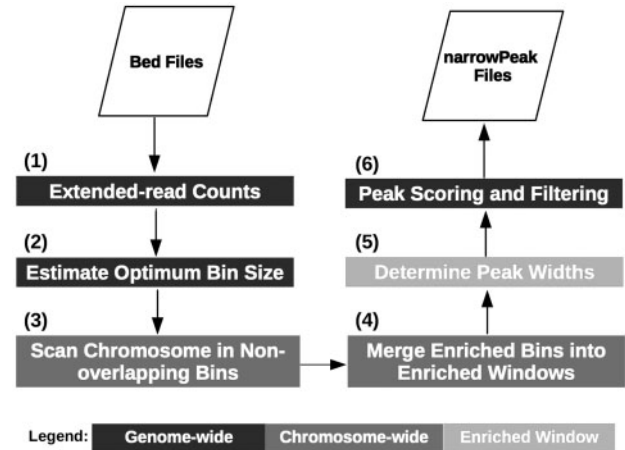 Bed Files
(1)
Extended-read Counts
(2)
Estimate Optimum Bin Size
(3)
Scan Chromosome in Non-
overlapping Bins
(4)
Merge Enriched Bins into
Enriched Windows
(5)
Determine Peak Widths
(6)
Peak Scoring and Filtering
narrowPeak
Files
Legend: Genome-wide Chromosome-wide Enriched Window